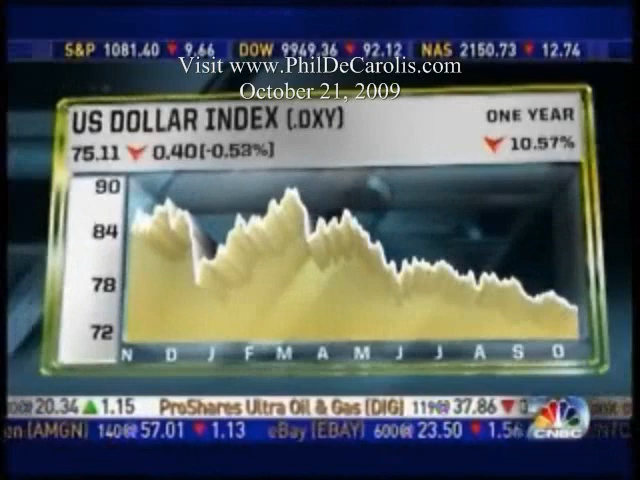 S&P 1081.40 ▼ 9.66 DOW 9949.36 ▼ 92.12 NAS 2150.73 ▼ 12.74
Visit www.PhilDeCarolis.com
October 21, 2009
US DOLLAR INDEX (.DXY)
ONE YEAR
75.11 ▼ 0.40(-0.53%)
▼ 10.57%
90
84
78
72
N D J F M A M J J A S O
20.34 ▲ 1.15 ProShares Ultra Oil & Gas (DIG) 119@ 37.86 ▼
(AMGN) 140@ 57.01 ▼ 1.13 eBay (EBAY) 600@ 23.50 ▼
CNBC